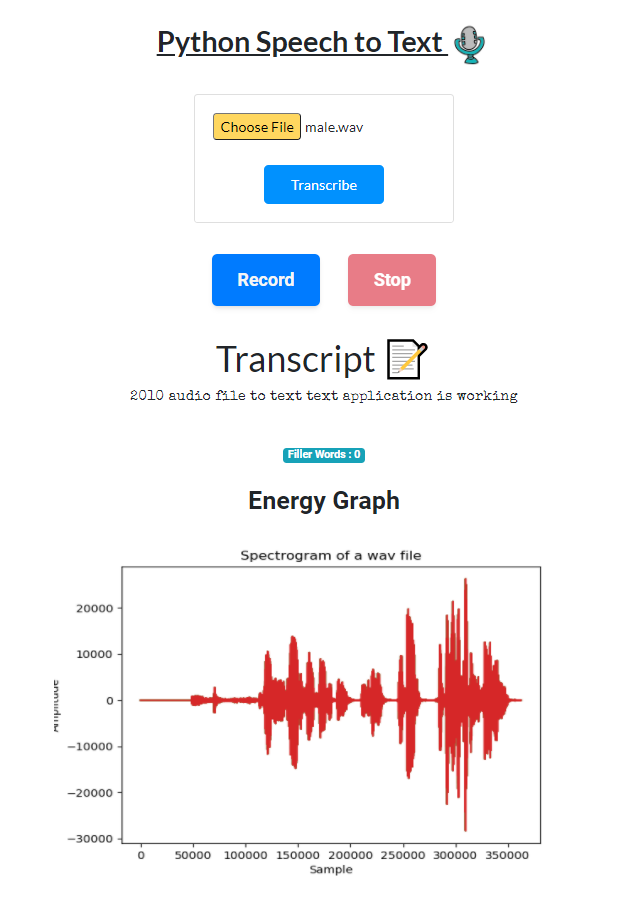 Python Speech to Text
Choose File male.wav
Transcribe
Record Stop
Transcript
2010 audio file to text text application is working
Filler Words : 0
Energy Graph
Spectrogram of a wav file
20000
10000
0
−10000
−20000
−30000
Amplitude
0 50000 100000 150000 200000 250000 300000 350000
Sample